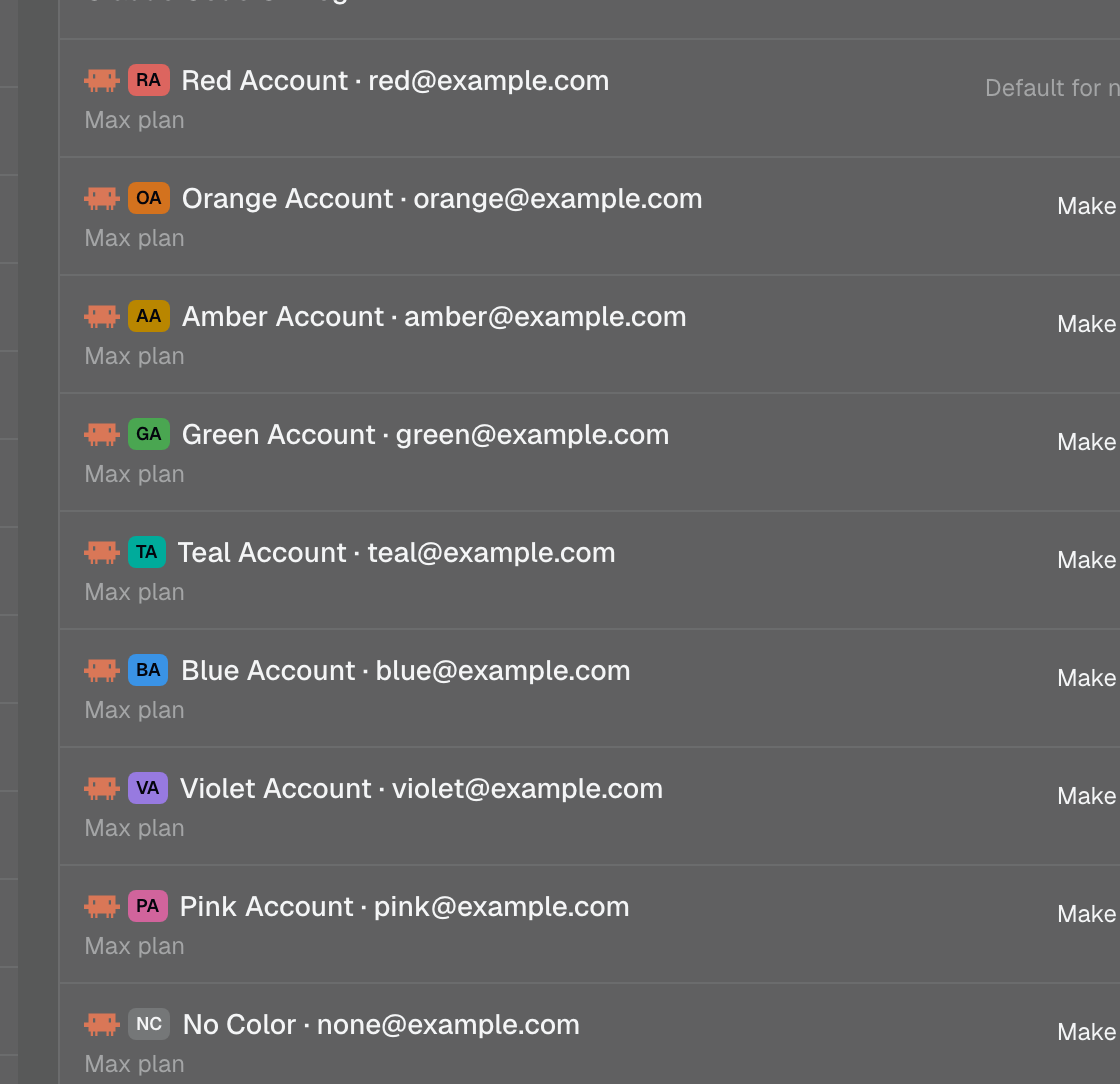 RA Red Account · red@example.com
Default for n
Max plan
OA Orange Account · orange@example.com
Make
Max plan
AA Amber Account · amber@example.com
Make
Max plan
GA Green Account · green@example.com
Make
Max plan
TA Teal Account · teal@example.com
Make
Max plan
BA Blue Account · blue@example.com
Make
Max plan
VA Violet Account · violet@example.com
Make
Max plan
PA Pink Account · pink@example.com
Make
Max plan
NC No Color · none@example.com
Make
Max plan